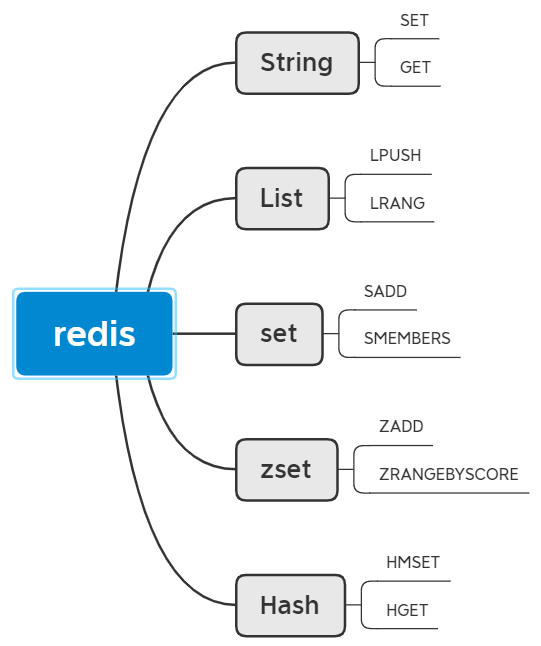 redis
String
SET
GET
List
LPUSH
LRANG
set
SADD
SMEMBERS
zset
ZADD
ZRANGEBYSCORE
Hash
HMSET
HGET